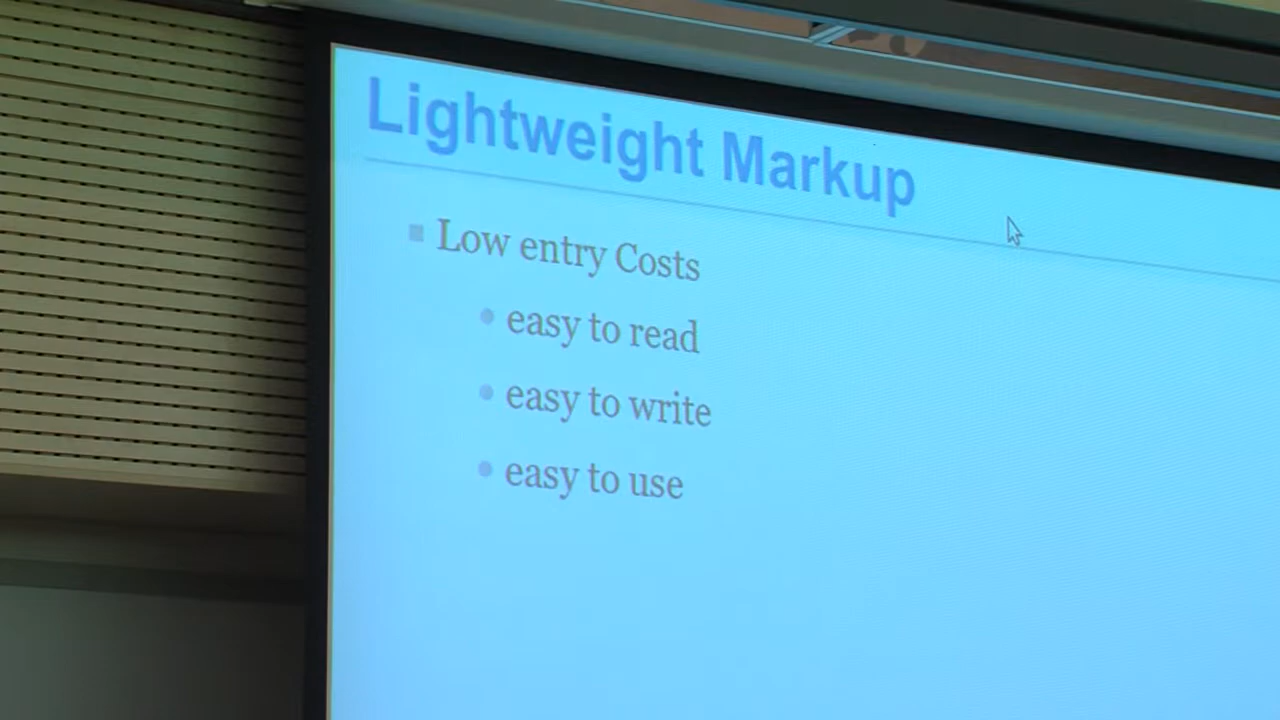 Lightweight Markup
Low entry Costs
easy to read
easy to write
easy to use